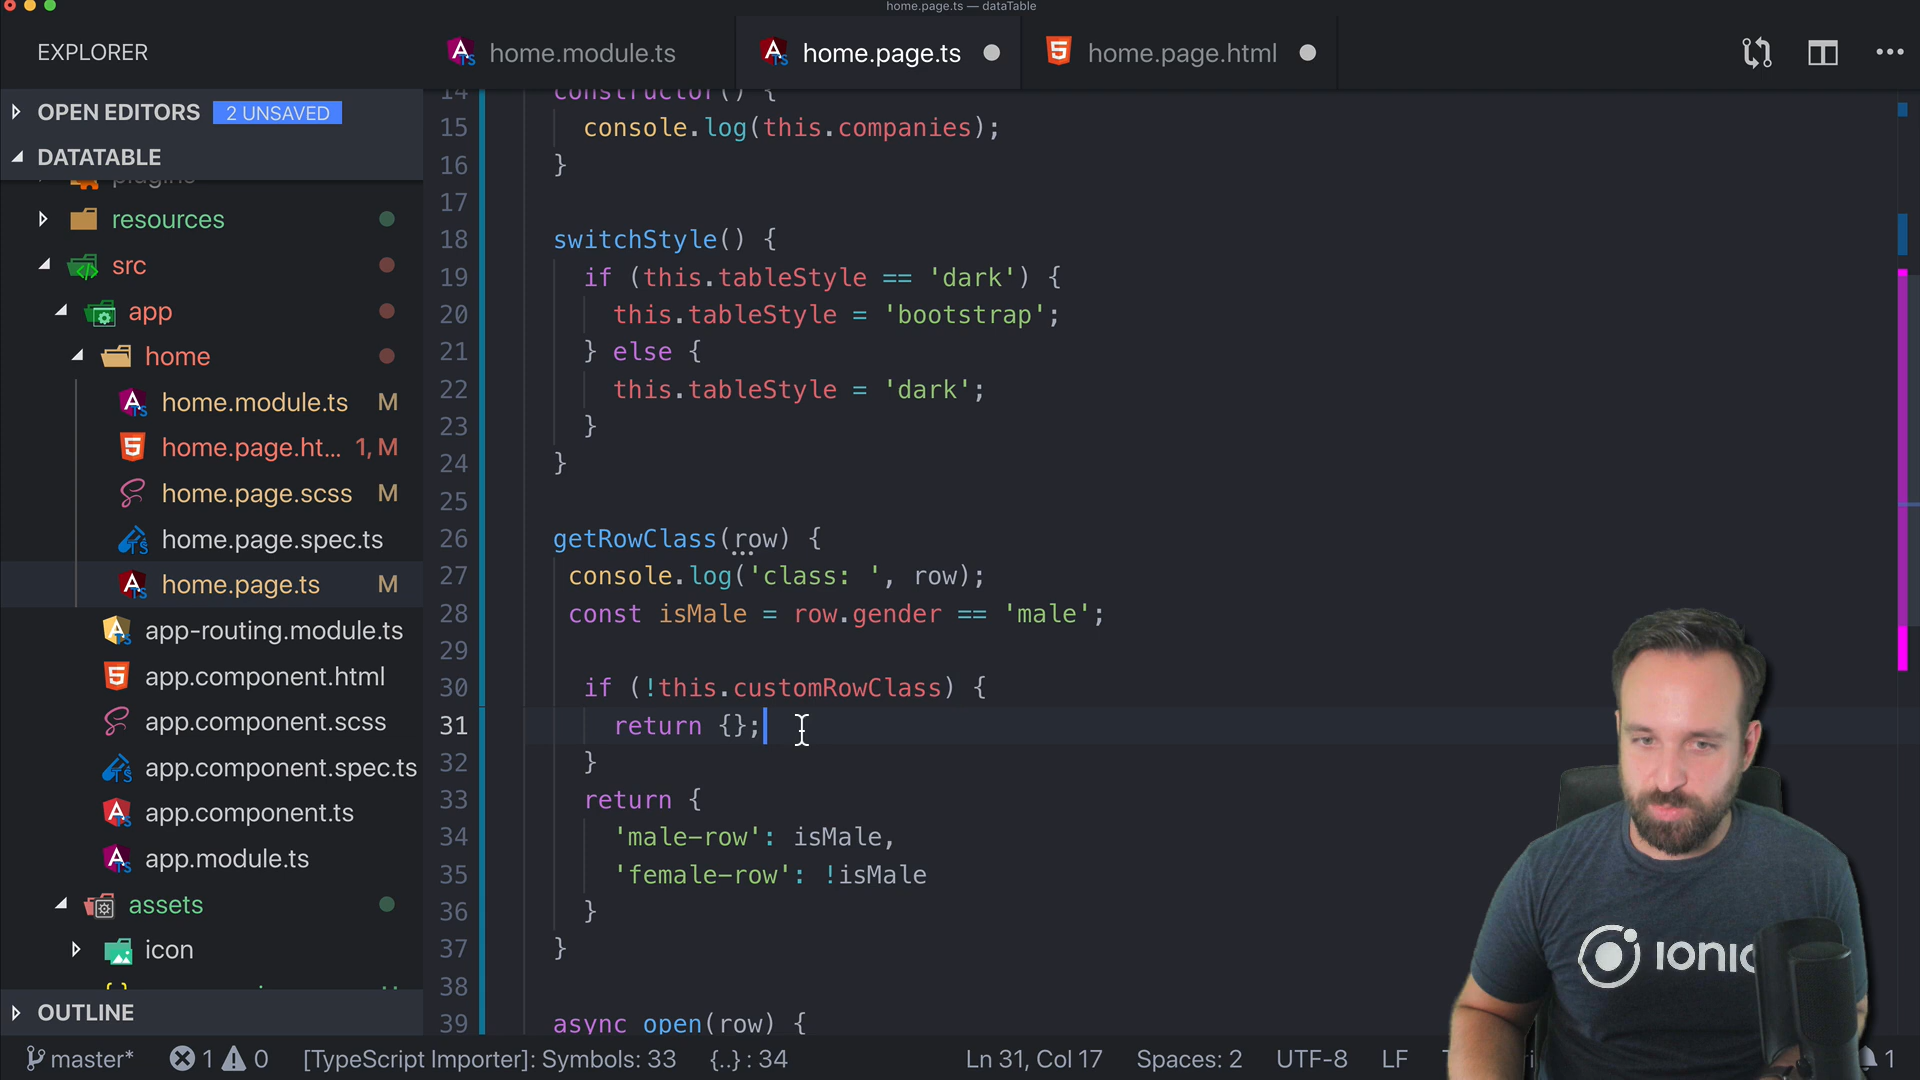 home.page.ts — dataTable
EXPLORER
home.module.ts
home.page.ts
home.page.html
OPEN EDITORS 2 UNSAVED
DATATABLE
plugins
resources
src
app
home
home.module.ts M
home.page.ht... 1, M
home.page.scss M
home.page.spec.ts
home.page.ts M
app-routing.module.ts
app.component.html
app.component.scss
app.component.spec.ts
app.component.ts
app.module.ts
assets
icon
OUTLINE
14 constructor() {
15 console.log(this.companies);
16 }
17
18 switchStyle() {
19 if (this.tableStyle == 'dark') {
20 this.tableStyle = 'bootstrap';
21 } else {
22 this.tableStyle = 'dark';
23 }
24 }
25
26 getRowClass(row) {
27 console.log('class: ', row);
28 const isMale = row.gender == 'male';
29
30 if (!this.customRowClass) {
31 return {};
32 }
33 return {
34 'male-row': isMale,
35 'female-row': !isMale
36 }
37 }
38
39 async open(row) {
IONIC
master* 1 0 [TypeScript Importer]: Symbols: 33 {..} : 34 Ln 31, Col 17 Spaces: 2 UTF-8 LF 1